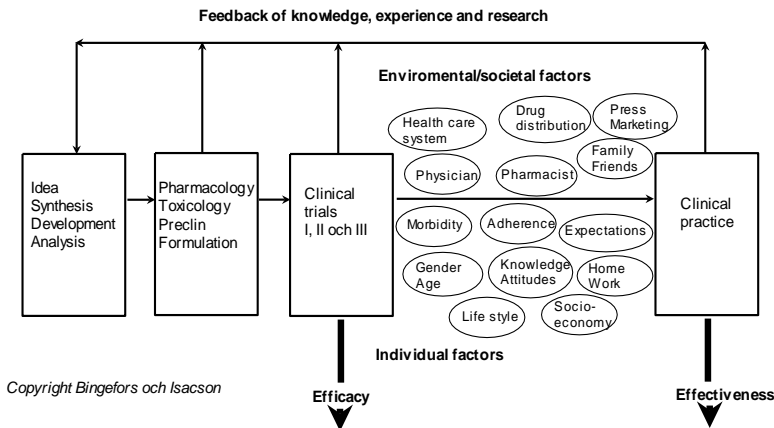 Feedback of knowledge, experience and research
Enviromental/societal factors
Health care
system
Drug
distribution
Press
Marketing
Family
Friends
Physician
Pharmacist
Idea
Synthesis
Development
Analysis
Pharmacology
Toxicology
Preclin
Formulation
Clinical
trials
I, II och III
Clinical
practice
Morbidity
Adherence
Expectations
Gender
Age
Knowledge
Attitudes
Home
Work
Life style
Socio-
economy
Individual factors
Copyright Bingefors och Isacson
Efficacy
Effectiveness